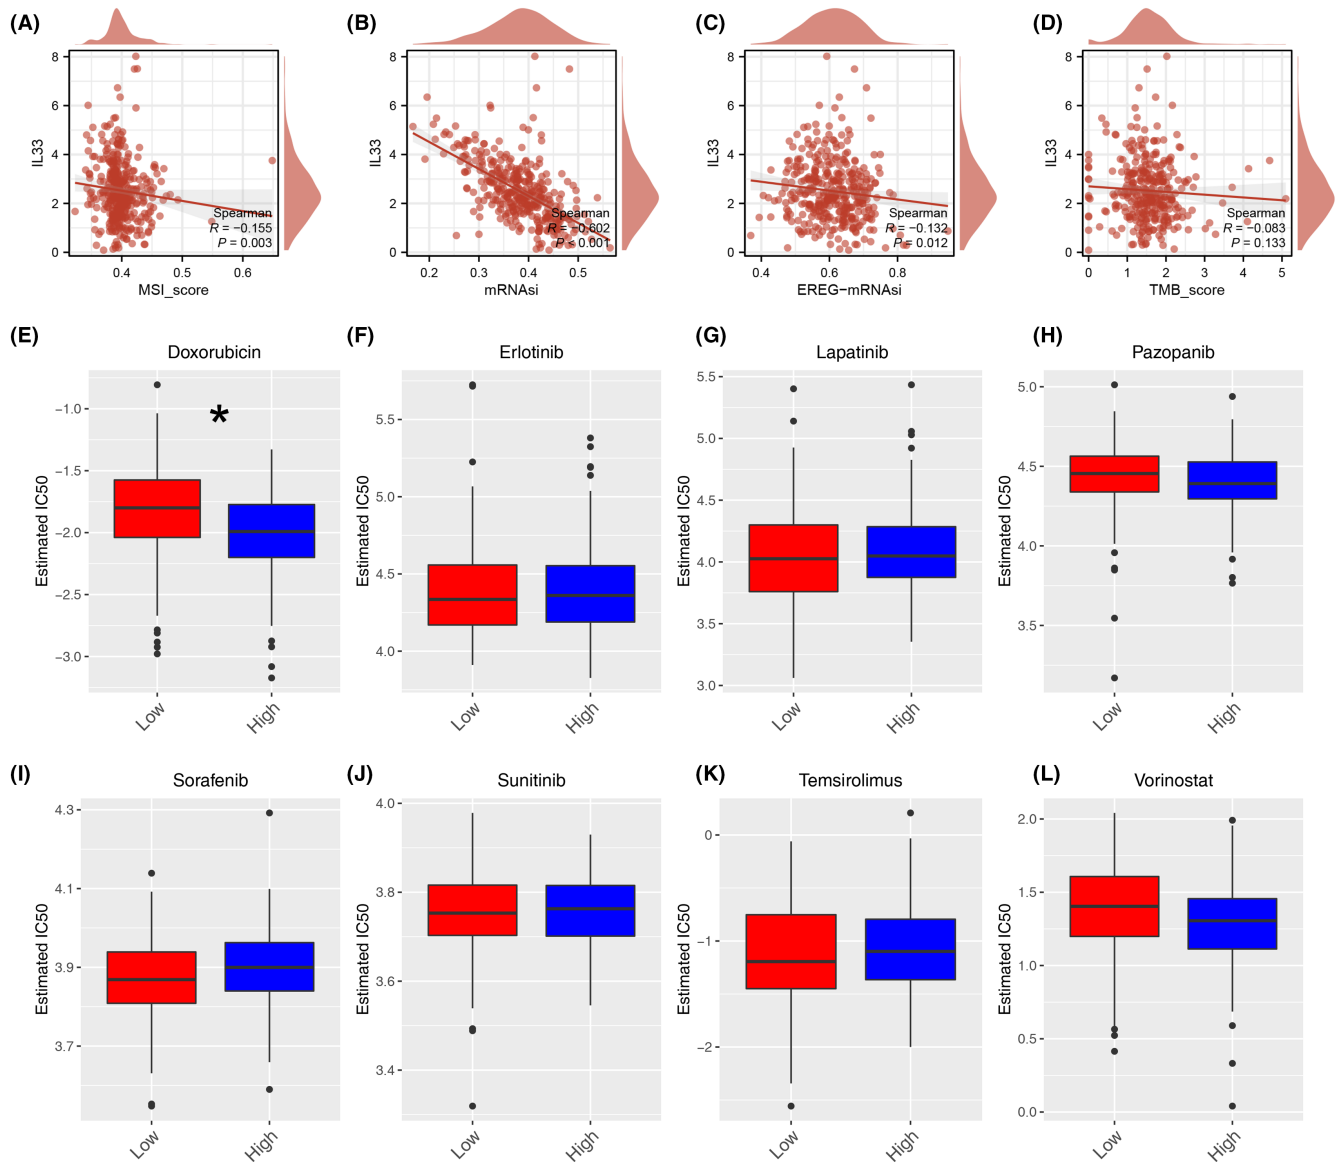 (A)
8
6
4
2
0
IL33
0.4 0.5 0.6
MSI_score
Spearman
R = −0.155
P = 0.003
(B)
8
6
4
2
0
IL33
0.2 0.3 0.4 0.5
mRNAsi
Spearman
R = −0.602
P < 0.001
(C)
8
6
4
2
0
IL33
0.4 0.6 0.8
EREG−mRNAsi
Spearman
R = −0.132
P = 0.012
(D)
8
6
4
2
0
IL33
0 1 2 3 4 5
TMB_score
Spearman
R = −0.083
P = 0.133
(E)
Doxorubicin
*
−1.0
−1.5
−2.0
−2.5
−3.0
Estimated IC50
Low High
(F)
Erlotinib
5.5
5.0
4.5
4.0
Estimated IC50
Low High
(G)
Lapatinib
5.5
5.0
4.5
4.0
3.5
3.0
Estimated IC50
Low High
(H)
Pazopanib
5.0
4.5
4.0
3.5
Estimated IC50
Low High
(I)
Sorafenib
4.3
4.1
3.9
3.7
Estimated IC50
Low High
(J)
Sunitinib
4.0
3.8
3.6
3.4
Estimated IC50
Low High
(K)
Temsirolimus
0
−1
−2
Estimated IC50
Low High
(L)
Vorinostat
2.0
1.5
1.0
0.5
0.0
Estimated IC50
Low High